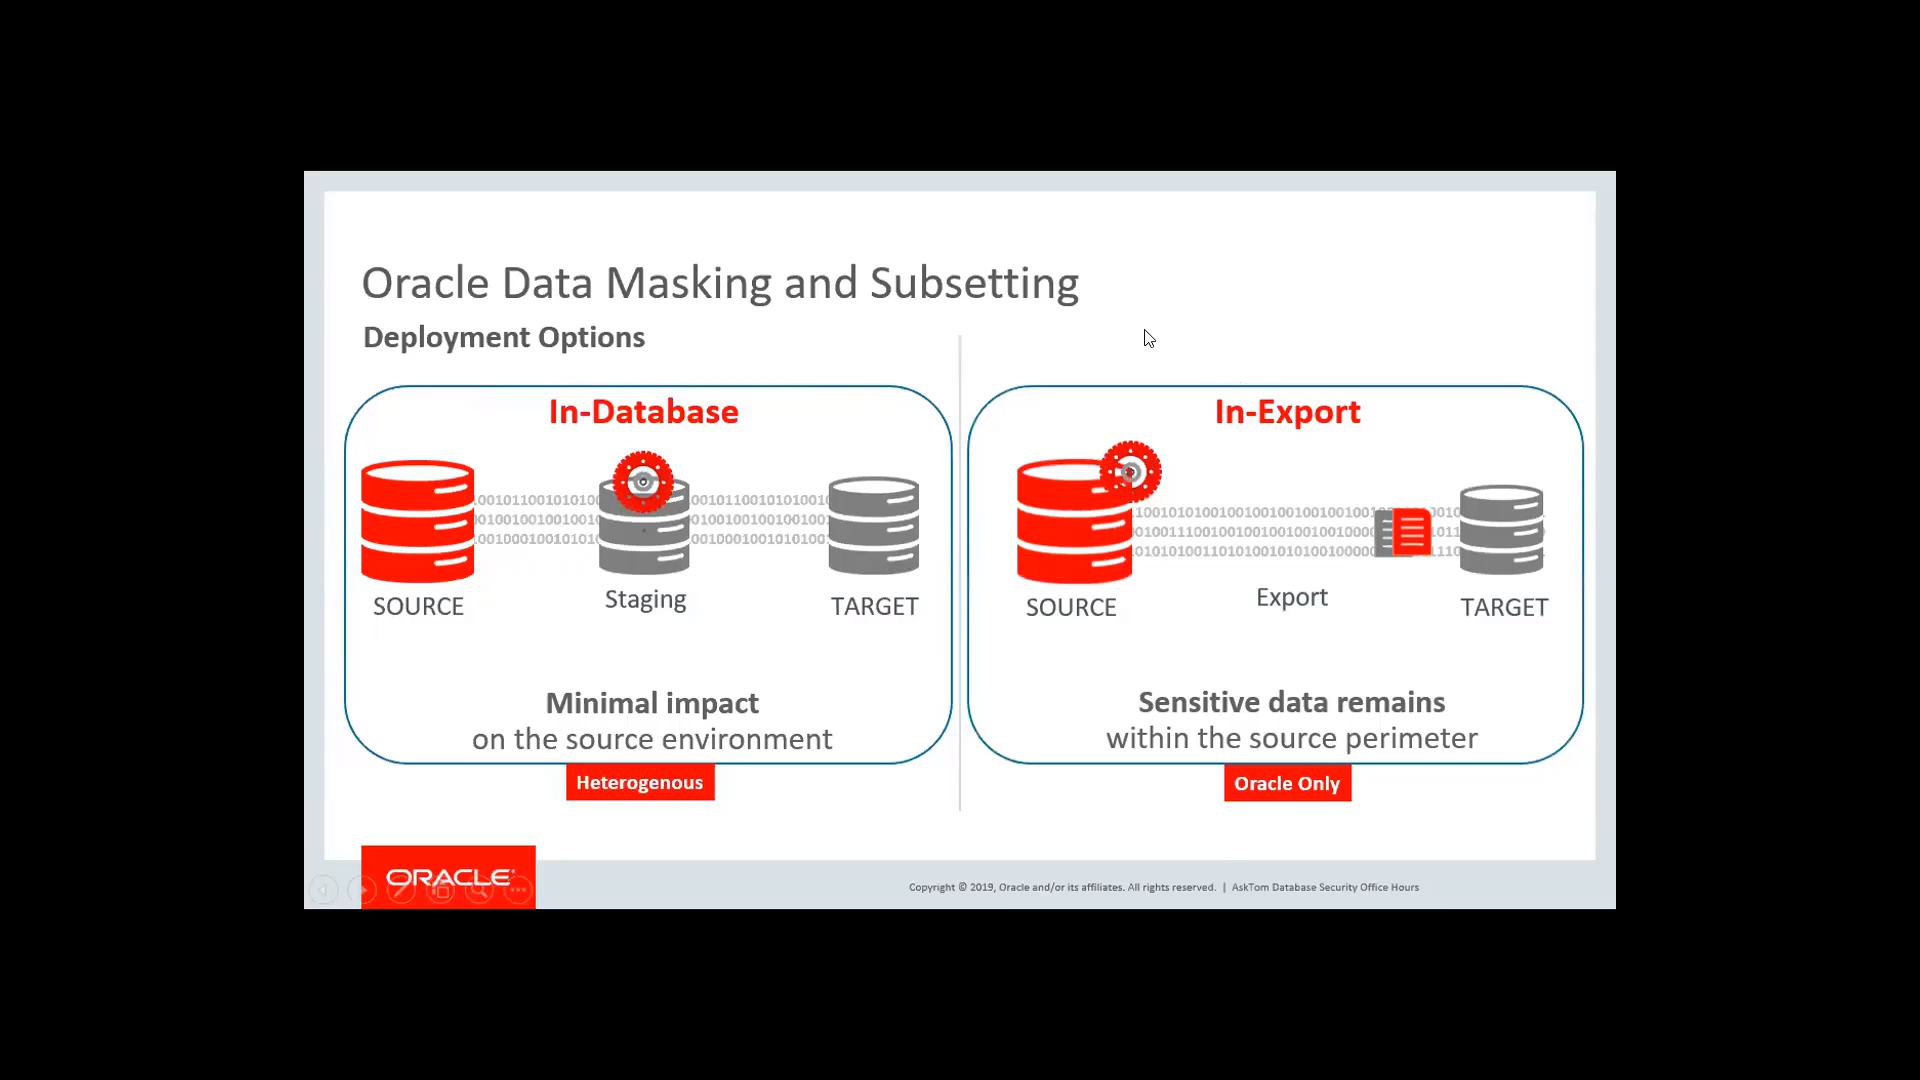 Oracle Data Masking and Subsetting
Deployment Options
In-Database
SOURCE
Staging
TARGET
Minimal impact
on the source environment
Heterogenous
In-Export
SOURCE
Export
TARGET
Sensitive data remains
within the source perimeter
Oracle Only
ORACLE
Copyright © 2019, Oracle and/or its affiliates. All rights reserved. | AskTom Database Security Office Hours